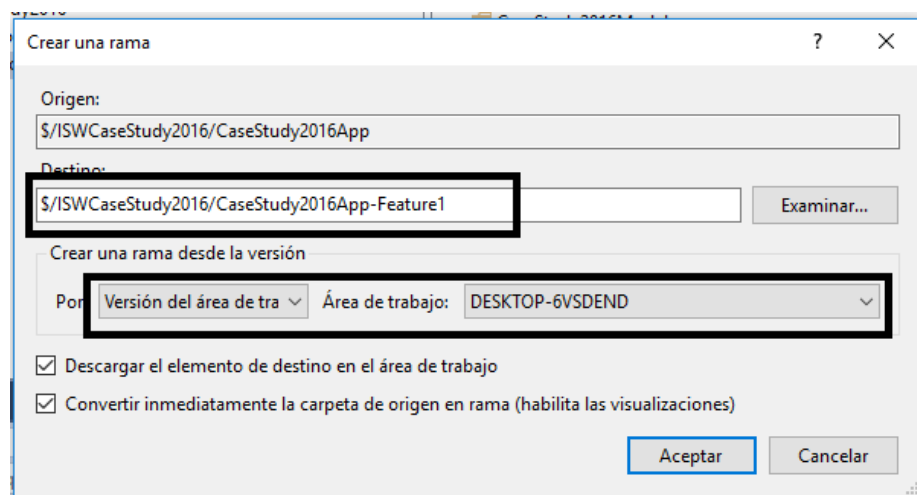 Crear una rama
?
Origen:
$/ISWCaseStudy2016/CaseStudy2016App
Destino:
$/ISWCaseStudy2016/CaseStudy2016App-Feature1
Examinar...
Crear una rama desde la versión
Por Versión del área de tra Área de trabajo: DESKTOP-6VSDEND
Descargar el elemento de destino en el área de trabajo
Convertir inmediatamente la carpeta de origen en rama (habilita las visualizaciones)
Aceptar Cancelar